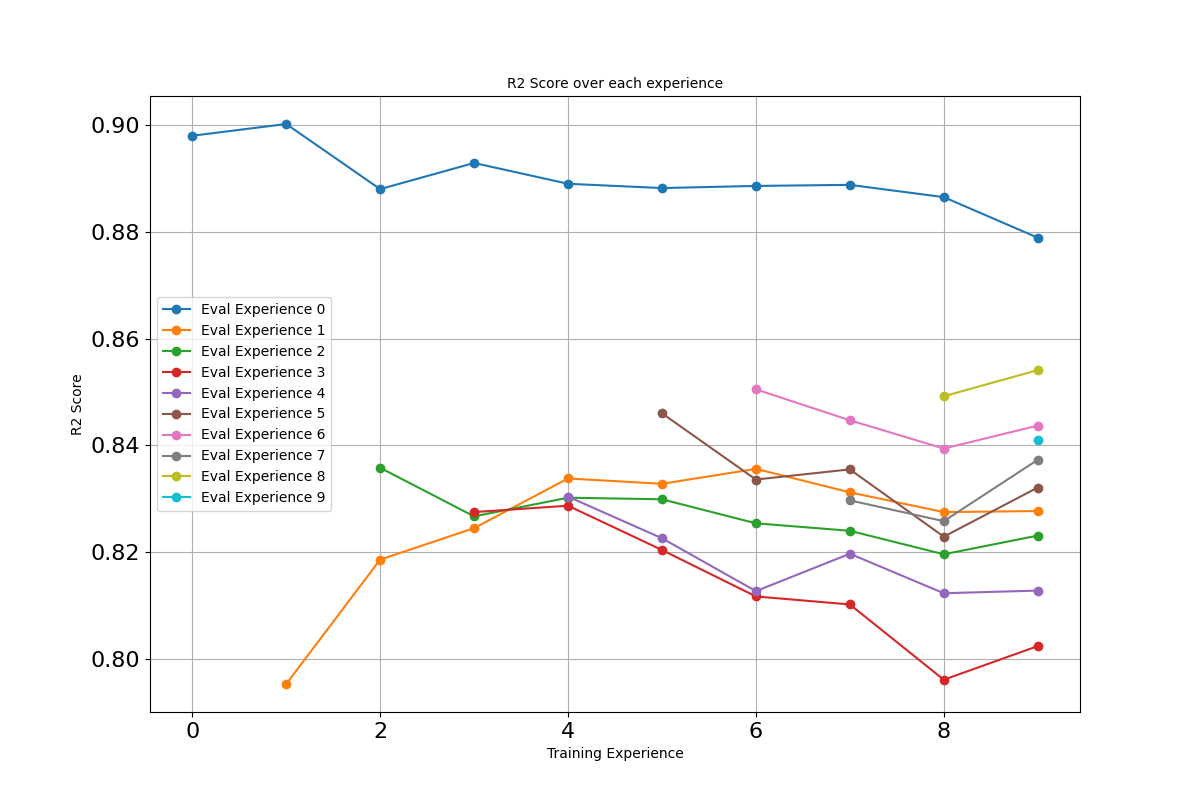 R2 Score over each experience
0.90
0.88
0.86
0.84
0.82
0.80
R2 Score
Eval Experience 0
Eval Experience 1
Eval Experience 2
Eval Experience 3
Eval Experience 4
Eval Experience 5
Eval Experience 6
Eval Experience 7
Eval Experience 8
Eval Experience 9
0 2 4 6 8
Training Experience